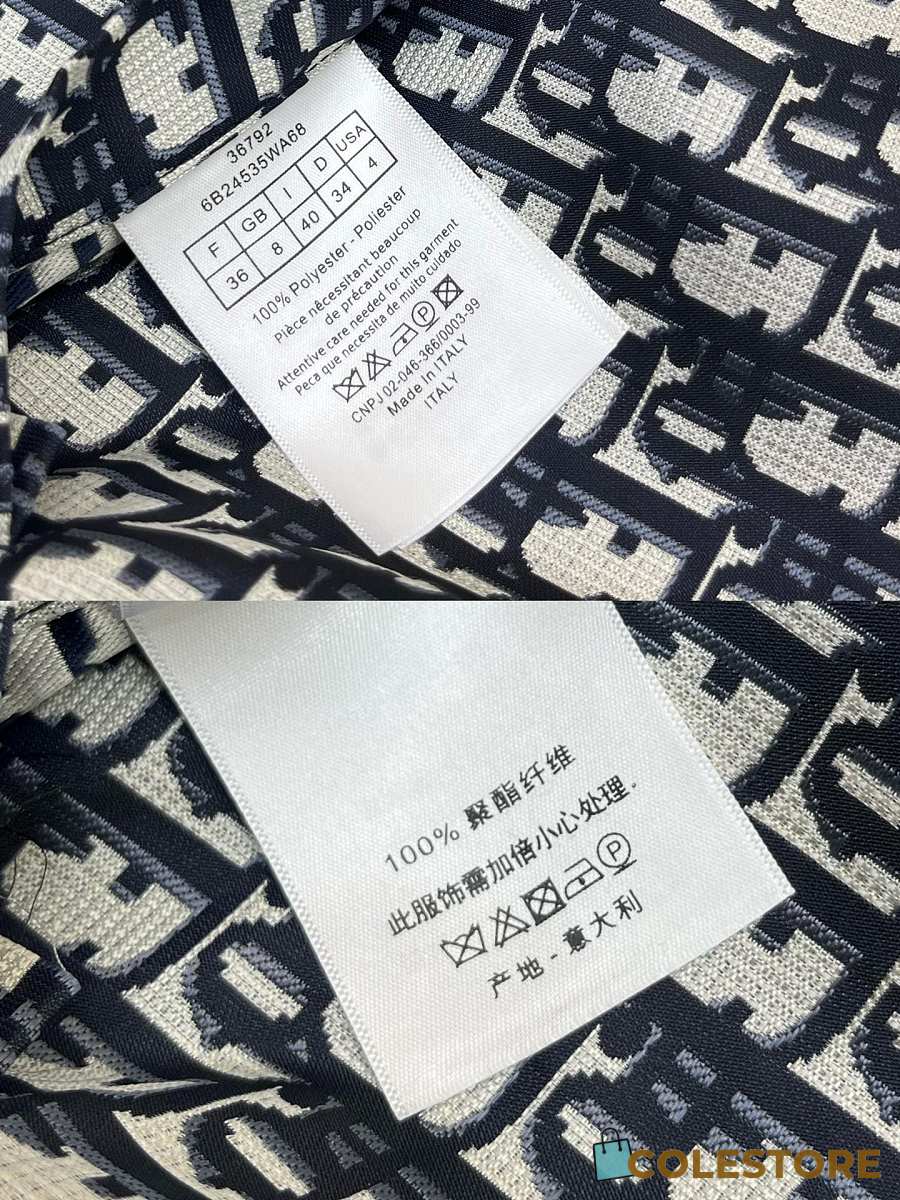 36792
6B24535WA68
F GB I D USA
36 8 40 34 4
100% Polyester - Poliester
Pièce nécessitant beaucoup
de précaution
Attentive care needed for this garment
Peca que necessita de muito cuidado
P
CNPJ 02-046-366/0003-99
Made In ITALY
ITALY
100% 聚酯纤维
此服饰需加倍小心处理.
P
产地-意大利
COLESTORE